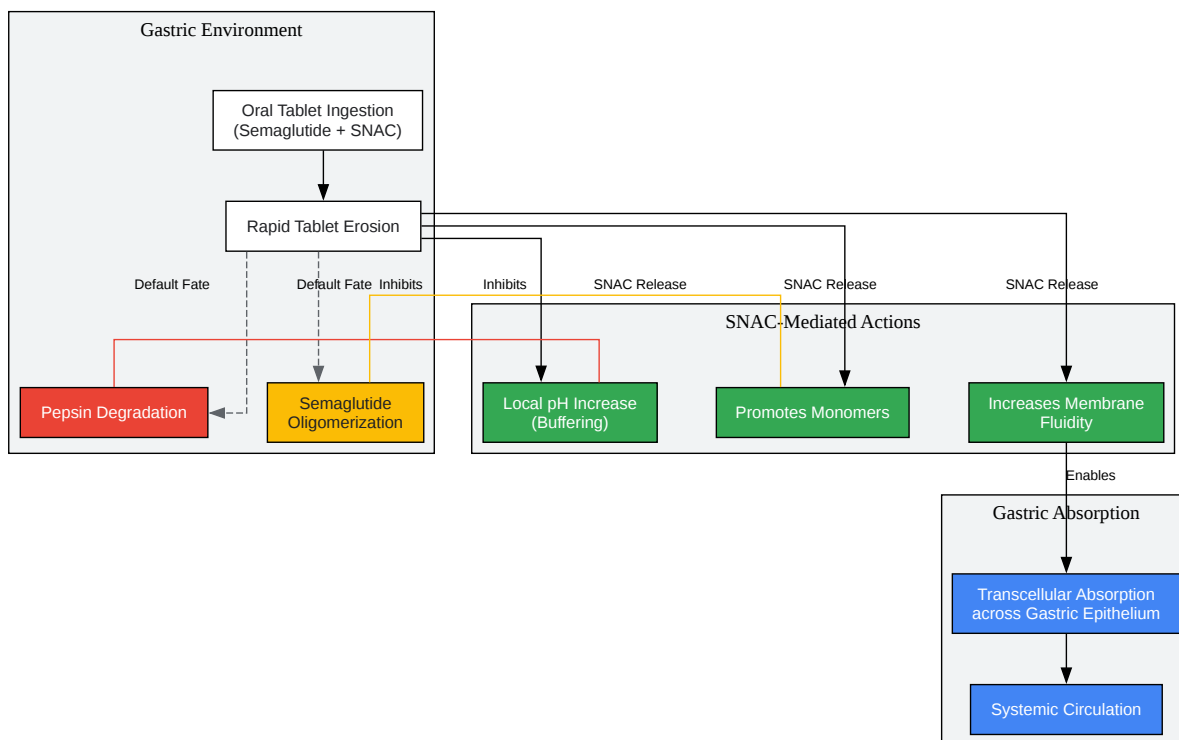 Gastric Environment
Oral Tablet Ingestion
(Semaglutide + SNAC)
Rapid Tablet Erosion
Default Fate
Default Fate
Inhibits
Inhibits
SNAC Release
SNAC Release
SNAC Release
SNAC-Mediated Actions
Pepsin Degradation
Semaglutide
Oligomerization
Local pH Increase
(Buffering)
Promotes Monomers
Increases Membrane
Fluidity
Enables
Gastric Absorption
Transcellular Absorption
across Gastric Epithelium
Systemic Circulation